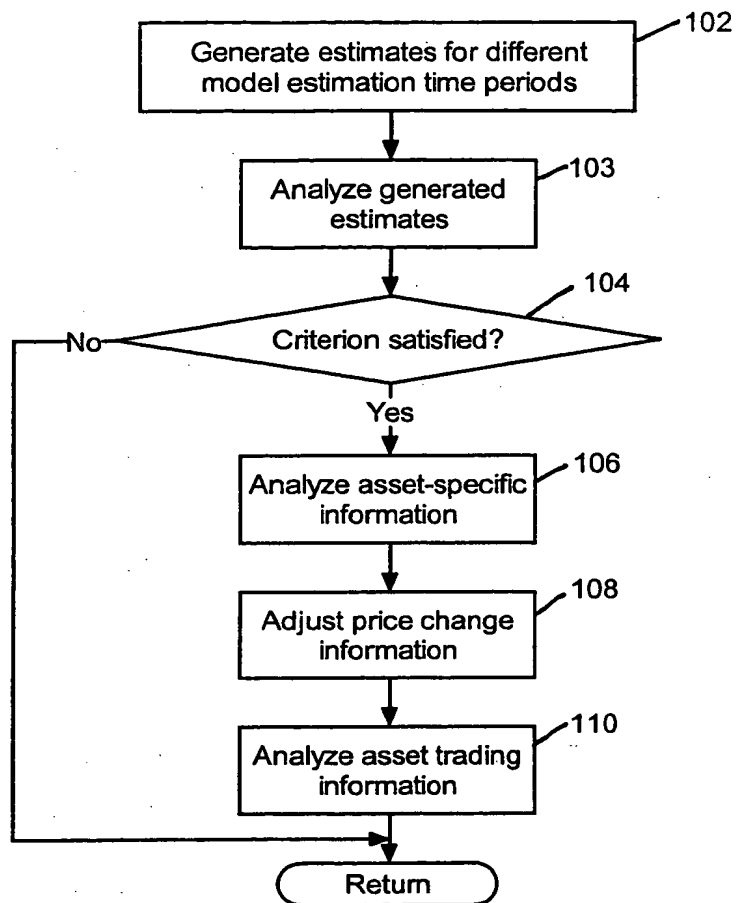 102
Generate estimates for different
model estimation time periods
103
Analyze generated
estimates
104
Criterion satisfied?
No
Yes
106
Analyze asset-specific
information
108
Adjust price change
information
110
Analyze asset trading
information
Return